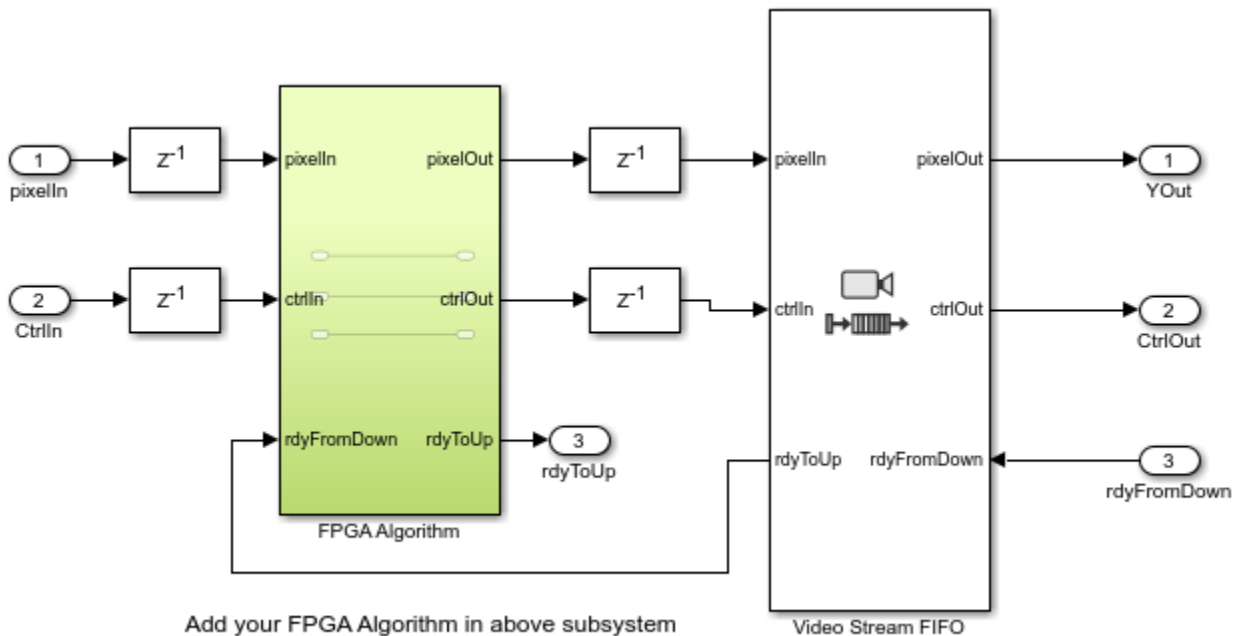 1
pixelIn
2
CtrlIn
Z-1
Z-1
pixelIn
pixelOut
ctrlIn
ctrlOut
rdyFromDown
rdyToUp
FPGA Algorithm
3
rdyToUp
Z-1
Z-1
pixelIn
pixelOut
ctrlIn
ctrlOut
rdyToUp
rdyFromDown
Video Stream FIFO
1
YOut
2
CtrlOut
3
rdyFromDown
Add your FPGA Algorithm in above subsystem